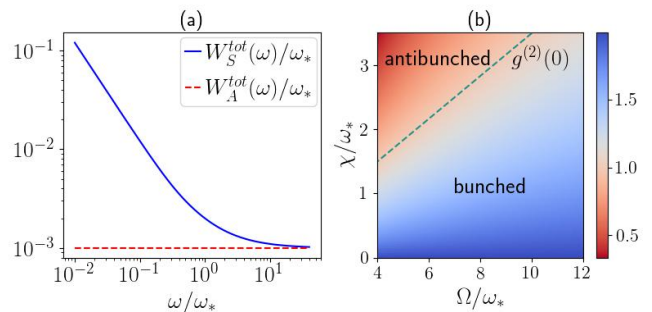 (a)
10^{-1}
10^{-2}
10^{-3}
W_S^{tot}(ω)/ω_*
W_A^{tot}(ω)/ω_*
10^{-2} 10^{-1} 10^0 10^1
ω/ω_*
(b)
χ/ω_*
3
2
1
0
antibunched g^{(2)}(0)
bunched
4 6 8 10 12
Ω/ω_*
1.5
1.0
0.5